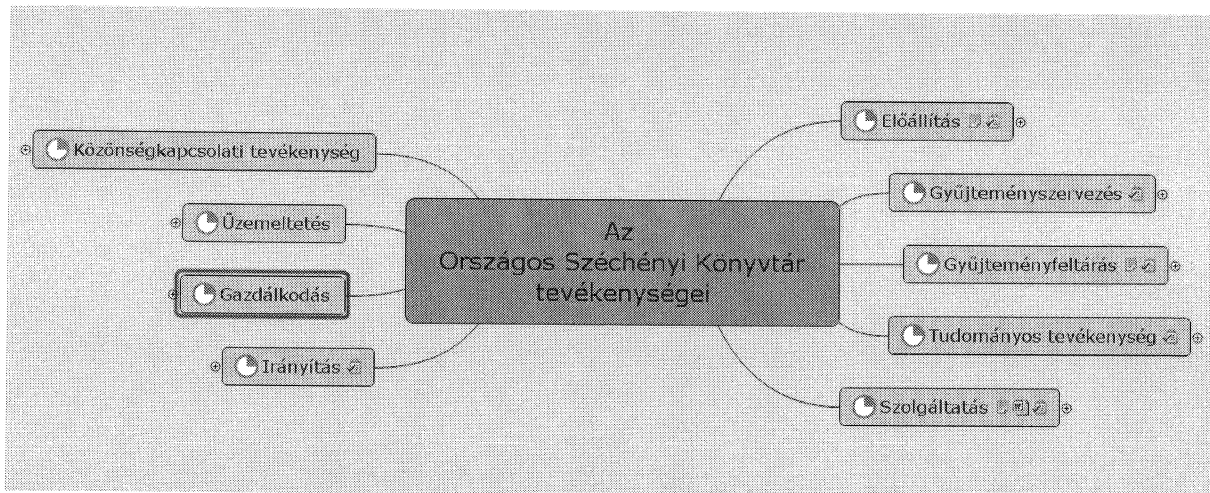 Közönségkapcsolati tevékenység
Üzemeltetés
Gazdálkodás
Irányítás
Az
Országos Széchényi Könyvtár
tevékenységei
Előállítás
Gyűjteményszervezés
Gyűjteményfeltárás
Tudományos tevékenység
Szolgáltatás